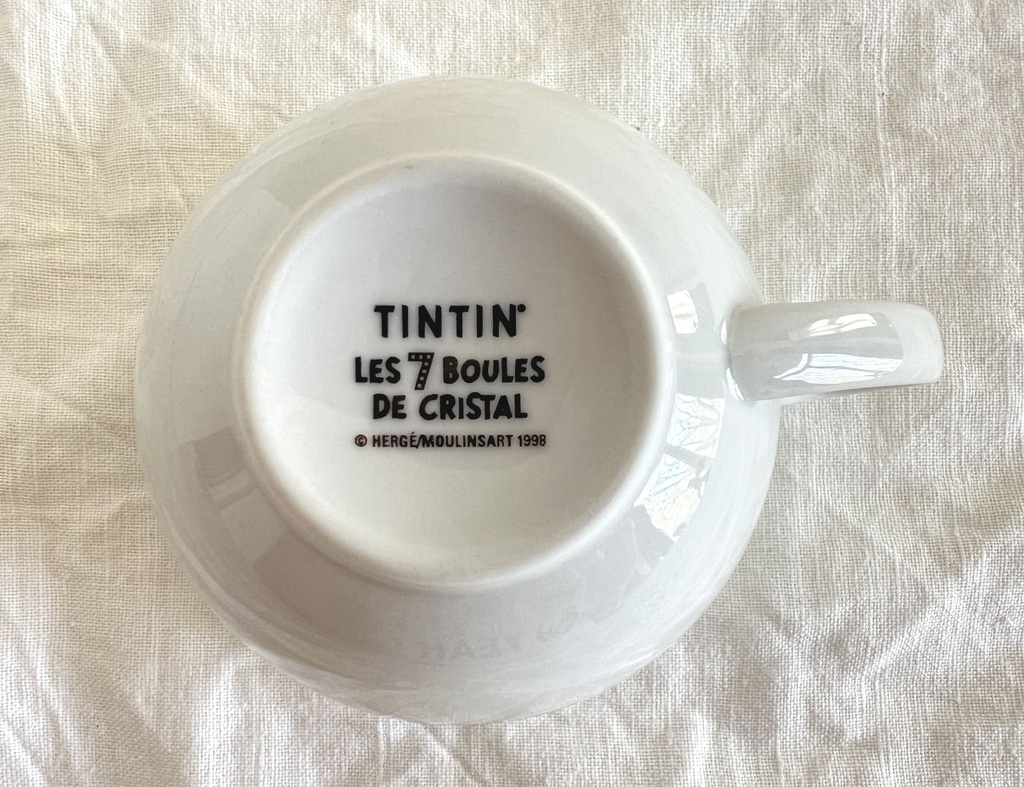 TINTIN
LES 7 BOULES
DE CRISTAL
© HERGÉ/MOULINSART 1998